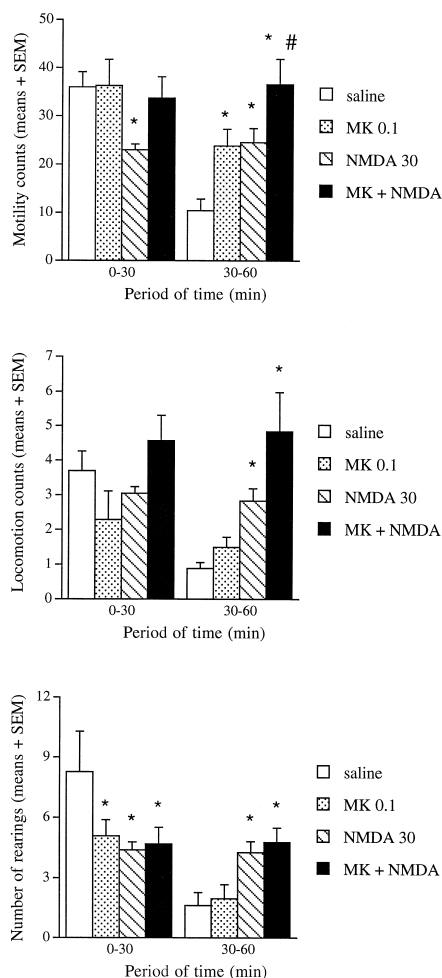 Motility counts (means + SEM)
50
40
30
20
10
0
*
*
*
*
#
0-30
30-60
Period of time (min)
saline
MK 0.1
NMDA 30
MK + NMDA
Locomotion counts (means + SEM)
7
6
5
4
3
2
1
0
*
*
0-30
30-60
Period of time (min)
saline
MK 0.1
NMDA 30
MK + NMDA
Number of rearings (means + SEM)
12
9
6
3
0
*
*
*
*
*
0-30
30-60
Period of time (min)
saline
MK 0.1
NMDA 30
MK + NMDA